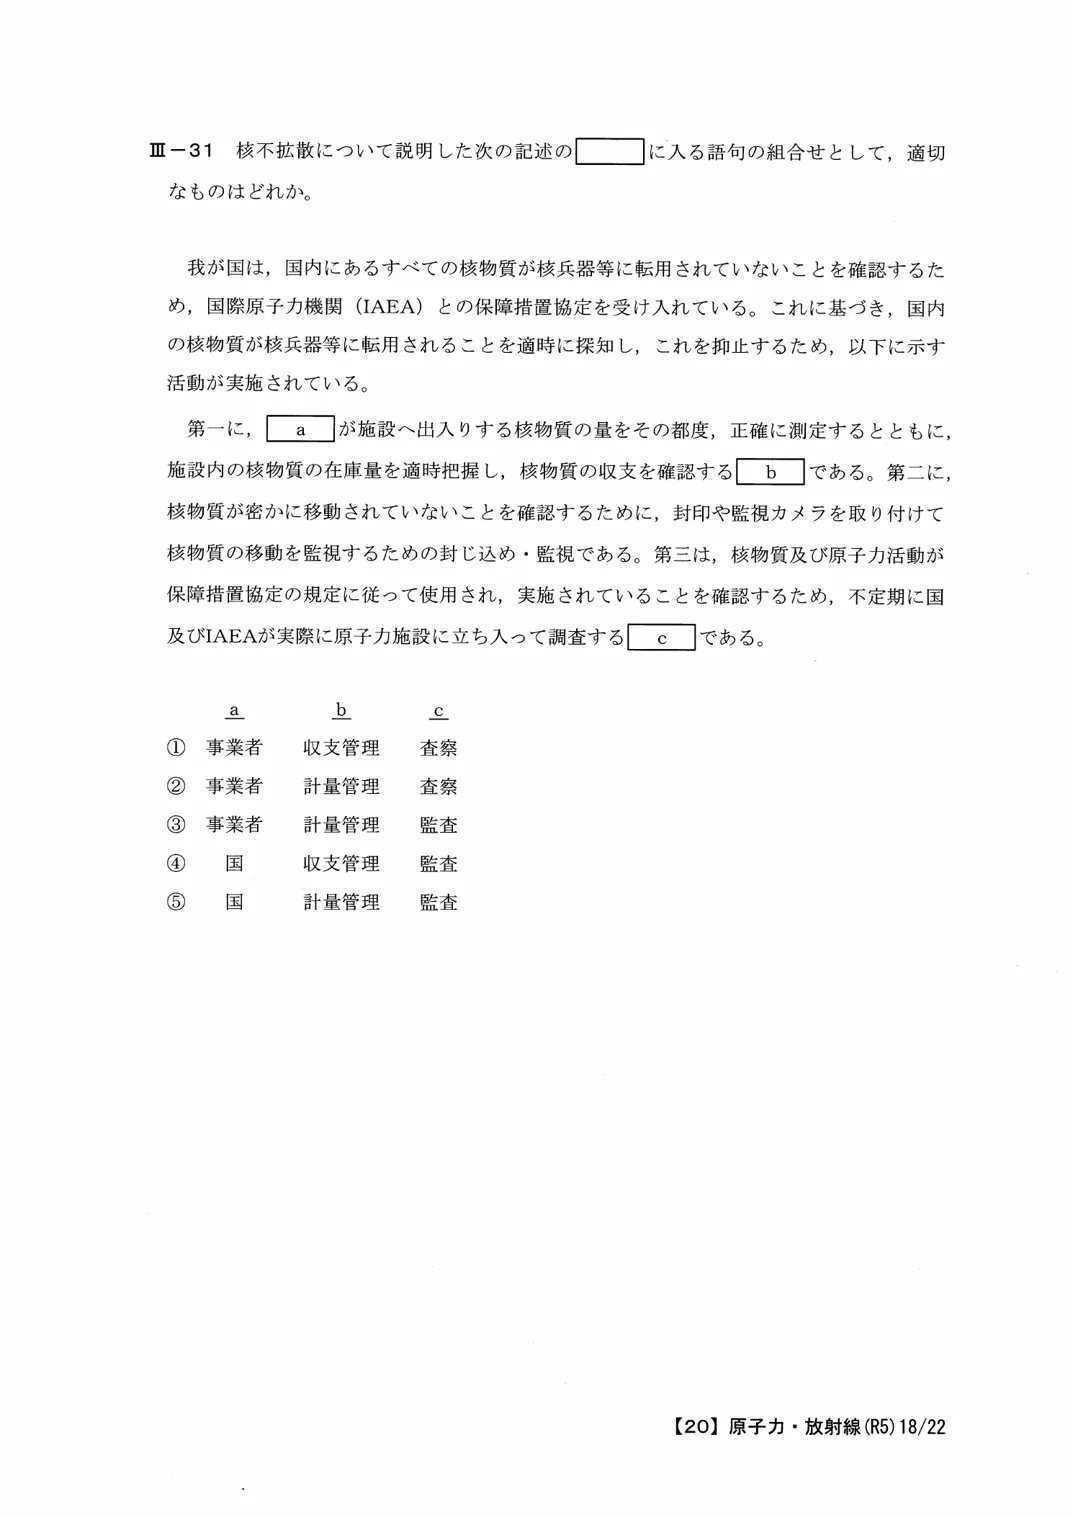 Ⅲ－31　核不拡散について説明した次の記述の　　　に入る語句の組合せとして，適切
なものはどれか。
我が国は，国内にあるすべての核物質が核兵器等に転用されていないことを確認するた
め，国際原子力機関（IAEA）との保障措置協定を受け入れている。これに基づき，国内
の核物質が核兵器等に転用されることを適時に探知し，これを抑止するため，以下に示す
活動が実施されている。
第一に，a が施設へ出入りする核物質の量をその都度，正確に測定するとともに，
施設内の核物質の在庫量を適時把握し，核物質の収支を確認する b である。第二に，
核物質が密かに移動されていないことを確認するために，封印や監視カメラを取り付けて
核物質の移動を監視するための封じ込め・監視である。第三は，核物質及び原子力活動が
保障措置協定の規定に従って使用され，実施されていることを確認するため，不定期に国
及びIAEAが実際に原子力施設に立ち入って調査する c である。
a　b　c
①　事業者　収支管理　査察
②　事業者　計量管理　査察
③　事業者　計量管理　監査
④　国　収支管理　監査
⑤　国　計量管理　監査
【20】原子力・放射線(R5)18/22